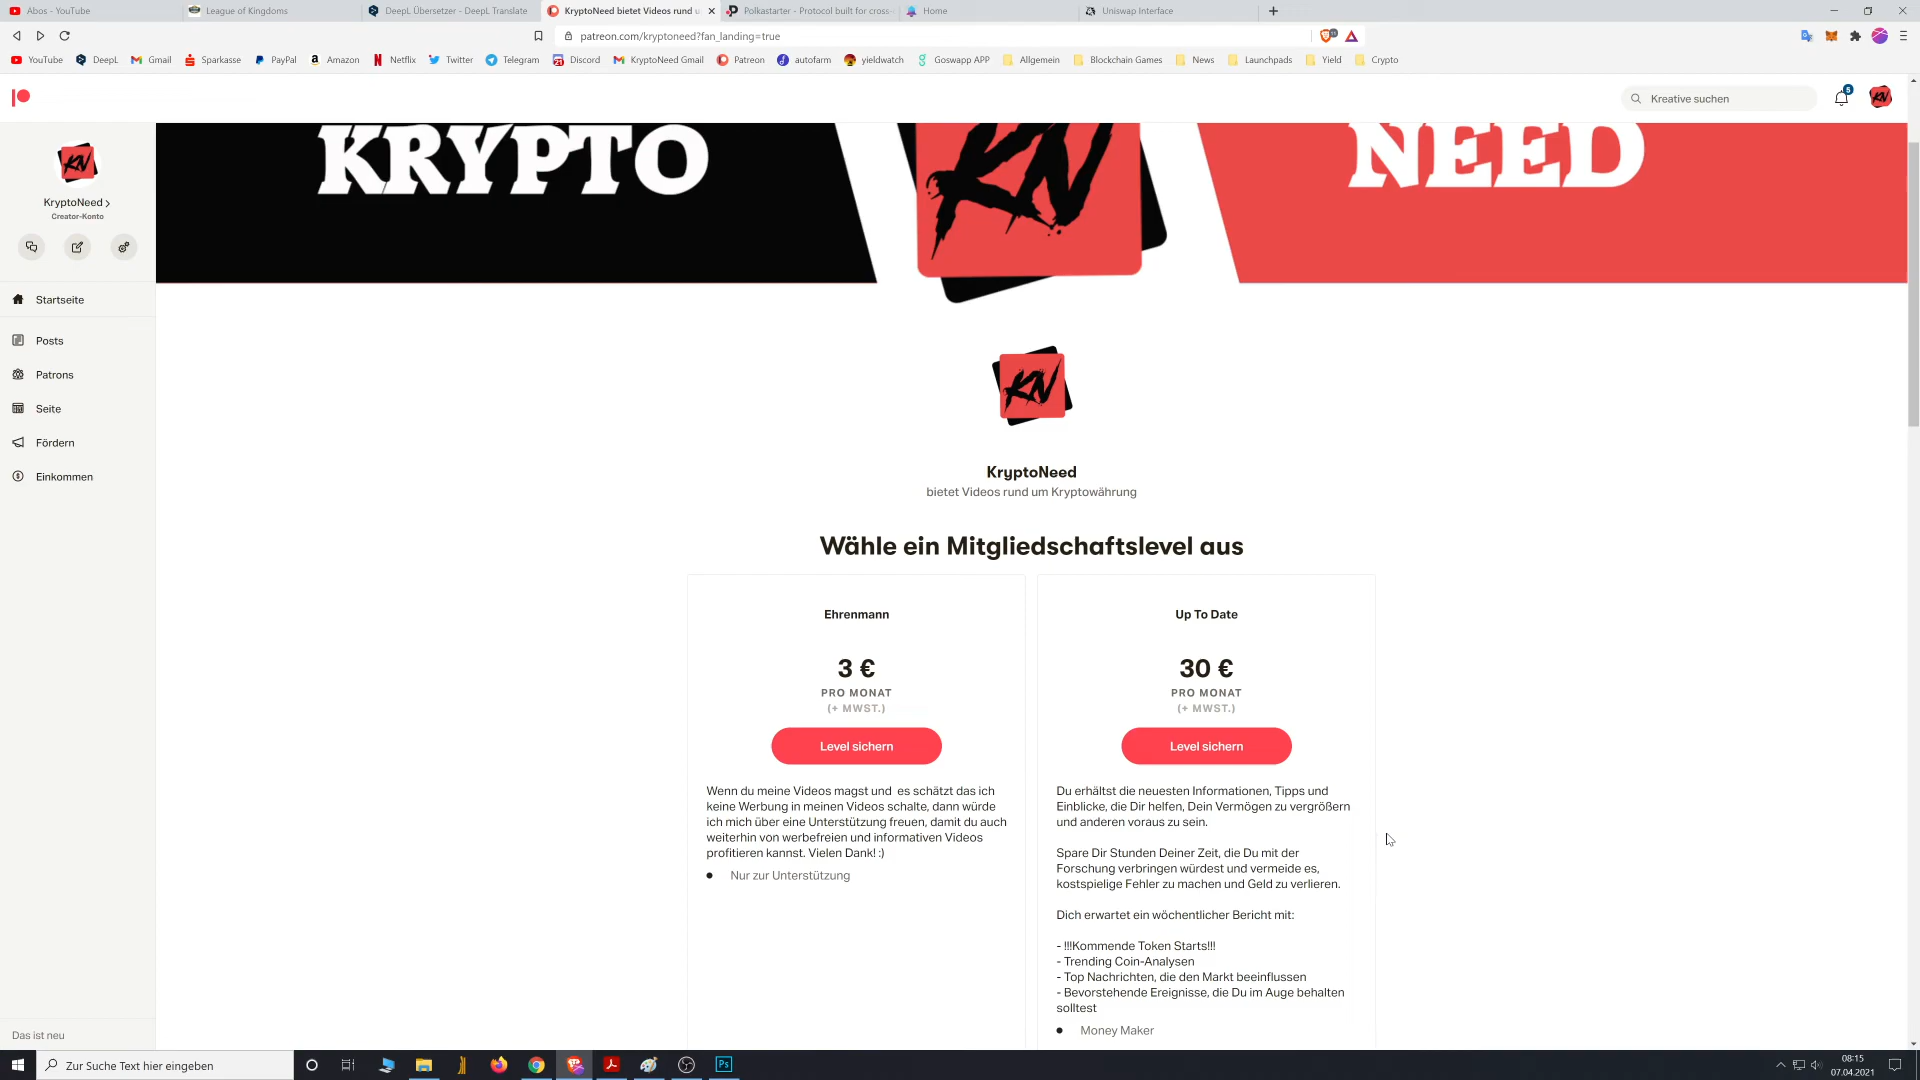 Abos - YouTube
League of Kingdoms
DeepL Übersetzer - DeepL Translate
KryptoNeed bietet Videos rund u
Polkastarter - Protocol built for cross-
Home
Uniswap Interface
patreon.com/kryptoneed?fan_landing=true
YouTube
DeepL
Gmail
Sparkasse
PayPal
Amazon
Netflix
Twitter
Telegram
Discord
KryptoNeed Gmail
Patreon
autofarm
yieldwatch
Goswapp APP
Allgemein
Blockchain Games
News
Launchpads
Yield
Crypto
Kreative suchen
5
KN
KRYPTO
KN
NEED
KN
KryptoNeed
Creator-Konto
Startseite
Posts
Patrons
Seite
Fördern
Einkommen
Das ist neu
KN
KryptoNeed
bietet Videos rund um Kryptowährung
Wähle ein Mitgliedschaftslevel aus
Ehrenmann
3 €
PRO MONAT
(+ MWST.)
Level sichern
Wenn du meine Videos magst und es schätzt das ich
keine Werbung in meinen Videos schalte, dann würde
ich mich über eine Unterstützung freuen, damit du auch
weiterhin von werbefreien und informativen Videos
profitieren kannst. Vielen Dank! :)
● Nur zur Unterstützung
Up To Date
30 €
PRO MONAT
(+ MWST.)
Level sichern
Du erhältst die neuesten Informationen, Tipps und
Einblicke, die Dir helfen, Dein Vermögen zu vergrößern
und anderen voraus zu sein.
Spare Dir Stunden Deiner Zeit, die Du mit der
Forschung verbringen würdest und vermeide es,
kostspielige Fehler zu machen und Geld zu verlieren.
Dich erwartet ein wöchentlicher Bericht mit:
- !!!Kommende Token Starts!!!
- Trending Coin-Analysen
- Top Nachrichten, die den Markt beeinflussen
- Bevorstehende Ereignisse, die Du im Auge behalten
solltest
● Money Maker
Zur Suche Text hier eingeben
Ps
08:15
07.04.2021